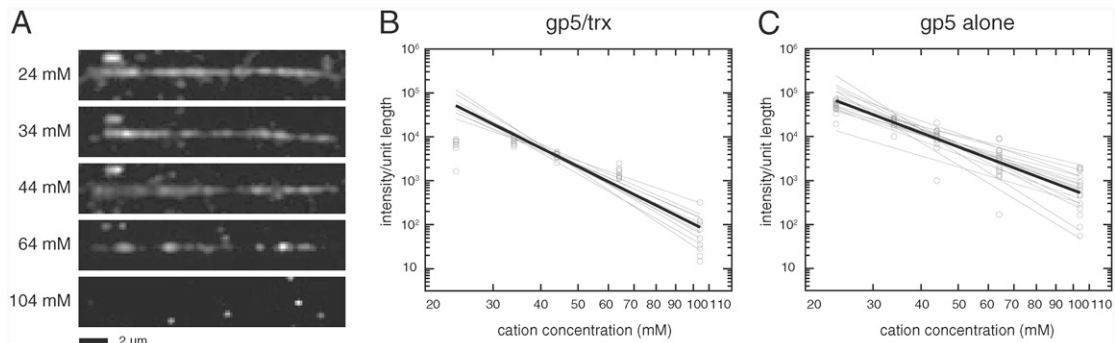 A
24 mM
34 mM
44 mM
64 mM
104 mM
2 μm
B
gp5/trx
intensity/unit length
10⁶
10⁵
10⁴
10³
10²
10
20 30 40 50 60 70 80 90 100 110
cation concentration (mM)
C
gp5 alone
intensity/unit length
10⁶
10⁵
10⁴
10³
10²
10
20 30 40 50 60 70 80 90 100 110
cation concentration (mM)